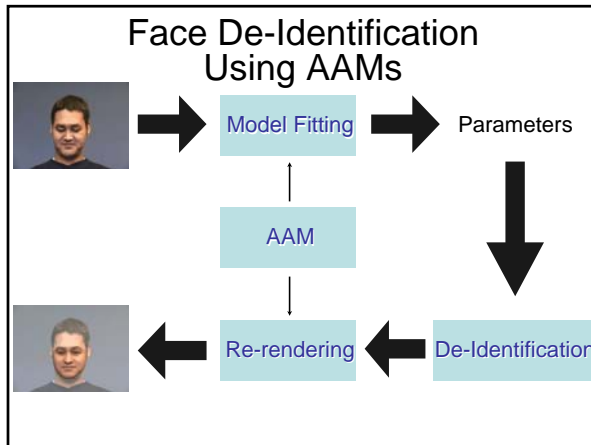 Face De-Identification
Using AAMs
Model Fitting
Parameters
AAM
Re-rendering
De-Identification